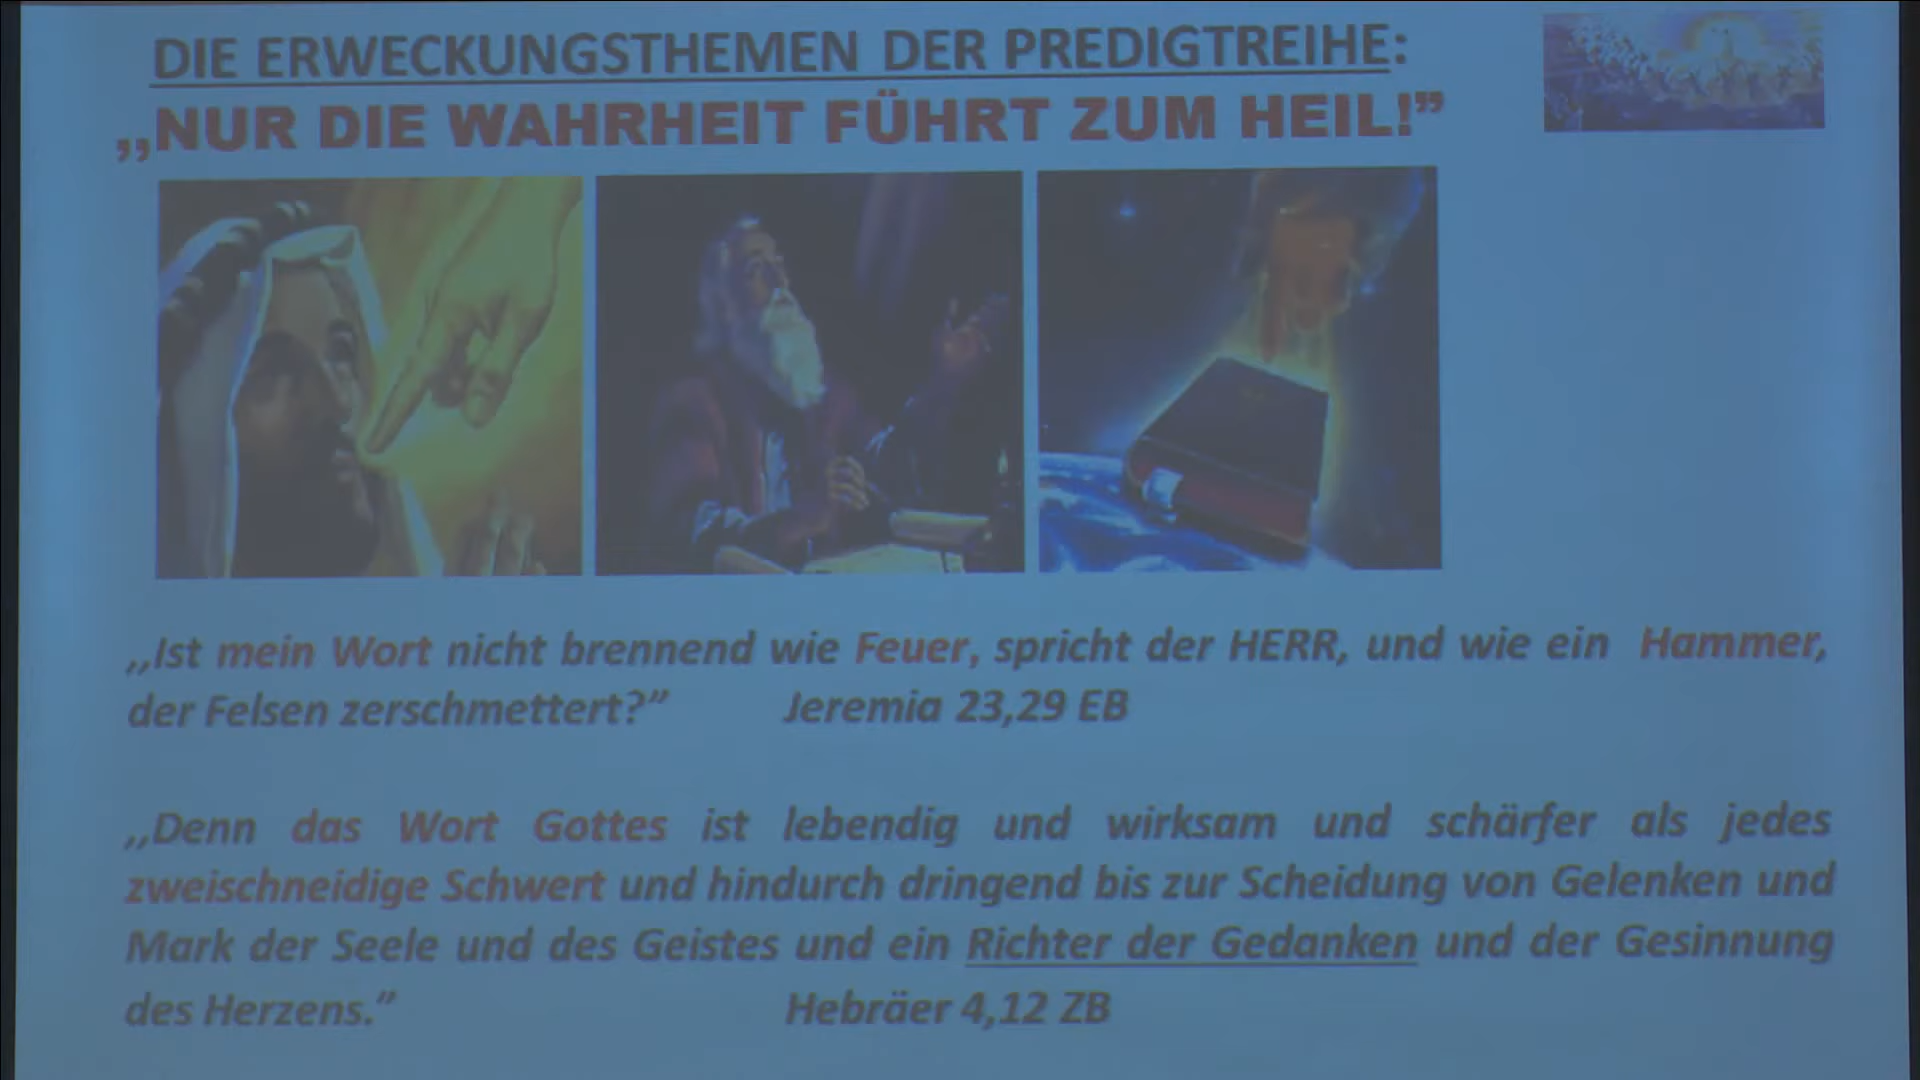 DIE ERWECKUNGSTHEMEN DER PREDIGTREIHE:
,,NUR DIE WAHRHEIT FÜHRT ZUM HEIL!”
,,Ist mein Wort nicht brennend wie Feuer, spricht der HERR, und wie ein Hammer,
der Felsen zerschmettert?” Jeremia 23,29 EB
,,Denn das Wort Gottes ist lebendig und wirksam und schärfer als jedes
zweischneidige Schwert und hindurch dringend bis zur Scheidung von Gelenken und
Mark der Seele und des Geistes und ein Richter der Gedanken und der Gesinnung
des Herzens.” Hebräer 4,12 ZB